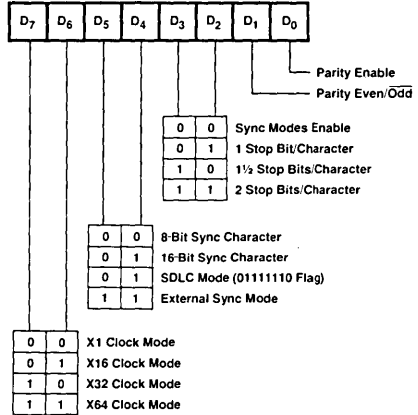 D7 D6 D5 D4 D3 D2 D1 D0
Parity Enable
Parity Even/O̅d̅d̅
0 0 Sync Modes Enable
0 1 1 Stop Bit/Character
1 0 1½ Stop Bits/Character
1 1 2 Stop Bits/Character
0 0 8-Bit Sync Character
0 1 16-Bit Sync Character
0 1 SDLC Mode (01111110 Flag)
1 1 External Sync Mode
0 0 X1 Clock Mode
0 1 X16 Clock Mode
1 0 X32 Clock Mode
1 1 X64 Clock Mode